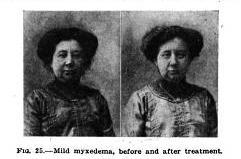 FIG. 25.—Mild myxedema, before and after treatment.